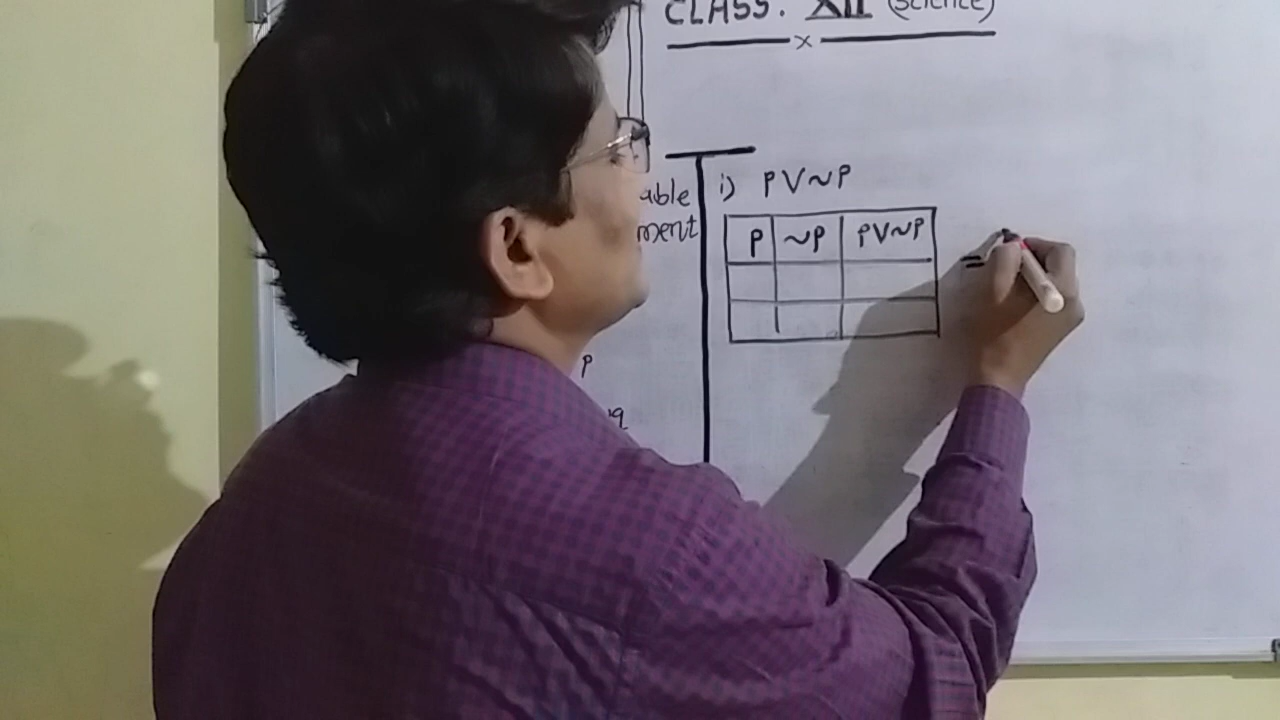 CLASS. XII (Science)
x
able
ment
p
q
i) p V ~p
p ~p p V ~p
=